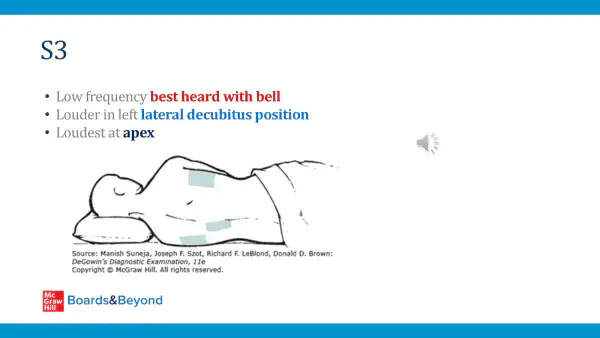 S3
• Low frequency best heard with bell
• Louder in left lateral decubitus position
• Loudest at apex
Source: Manish Suneja, Joseph F. Szot, Richard F. LeBlond, Donald D. Brown:
DeGowin's Diagnostic Examination, 11e
Copyright © McGraw Hill. All rights reserved.
Mc
Graw
Hill
Boards&Beyond